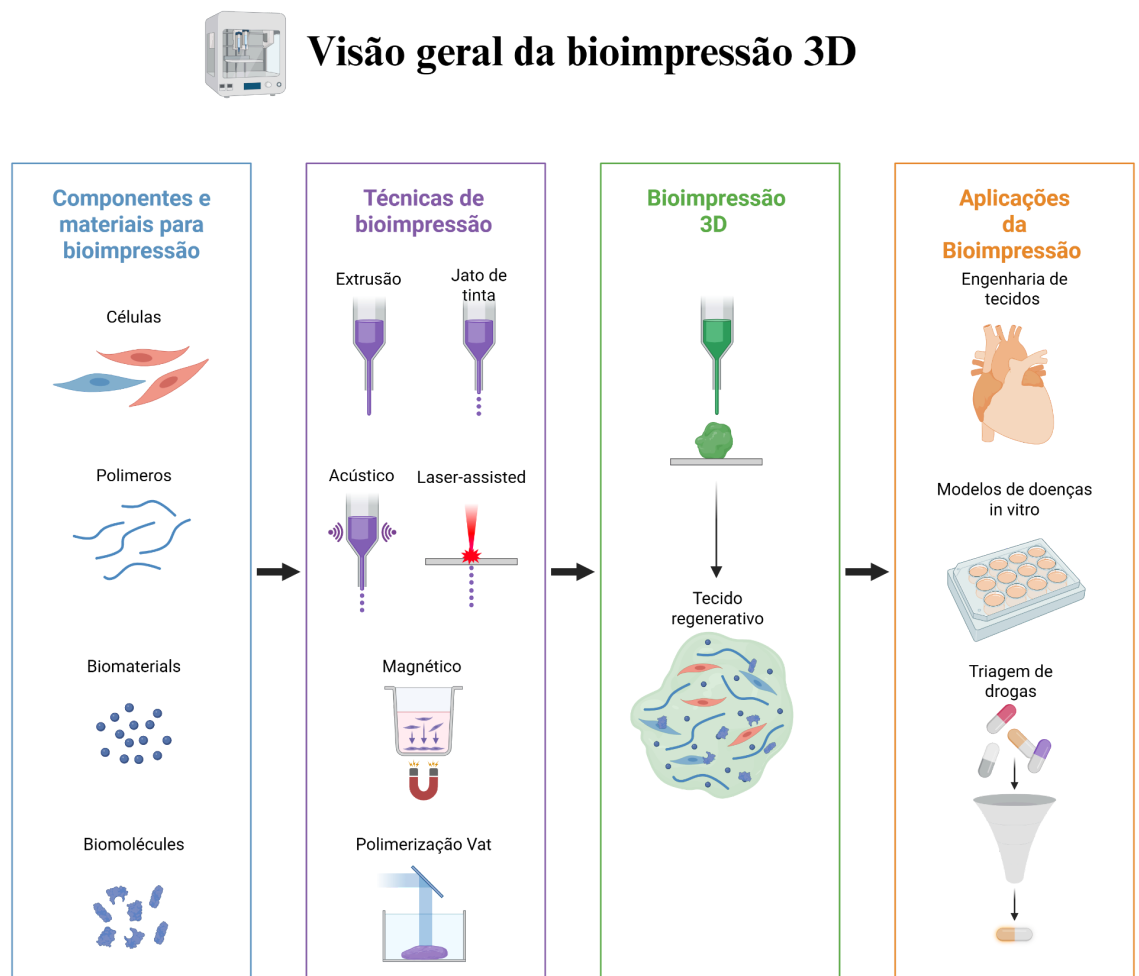 Visão geral da bioimpressão 3D
Componentes e
materiais para
bioimpressão
Células
Polimeros
Biomaterials
Biomolécules
Técnicas de
bioimpressão
Extrusão
Jato de
tinta
Acústico
Laser-assisted
Magnético
Polimerização Vat
Bioimpressão
3D
Tecido
regenerativo
Aplicações
da
Bioimpressão
Engenharia de
tecidos
Modelos de doenças
in vitro
Triagem de
drogas